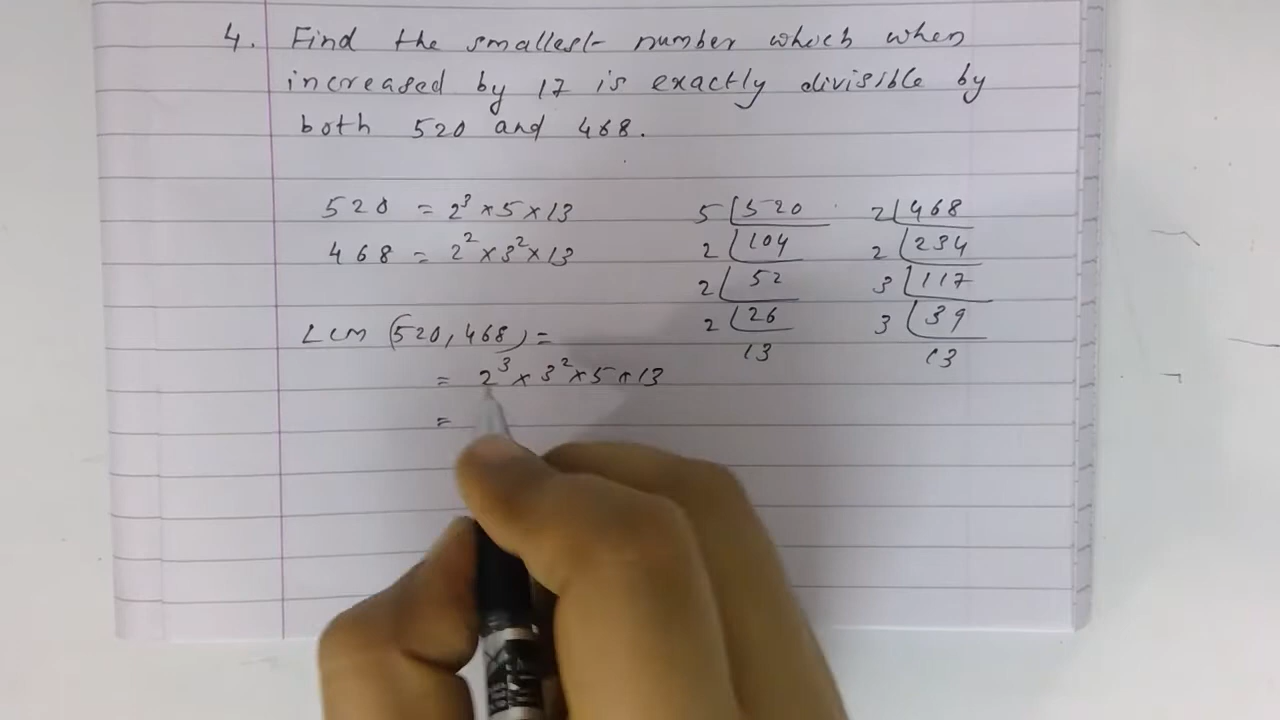 4. Find the smallest number which when
increased by 17 is exactly divisible by
both 520 and 468.
520 = 2³ × 5 × 13
468 = 2² × 3² × 13
LCM (520, 468) =
= 2³ × 3² × 5 × 13
=
5 520
2 104
2 52
2 26
13
2 468
2 234
3 117
3 39
13